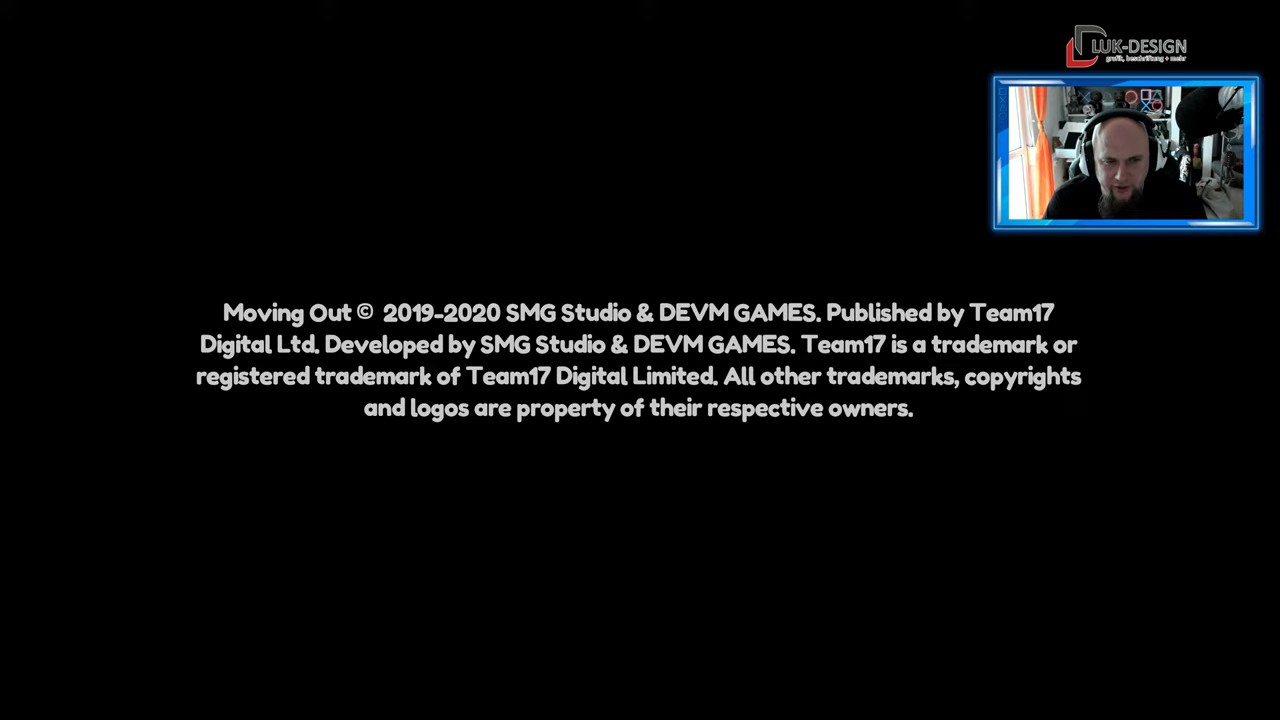 LUK-DESIGN
grafik, beschriftung + mehr
Moving Out © 2019-2020 SMG Studio & DEVM GAMES. Published by Team17
Digital Ltd. Developed by SMG Studio & DEVM GAMES. Team17 is a trademark or
registered trademark of Team17 Digital Limited. All other trademarks, copyrights
and logos are property of their respective owners.